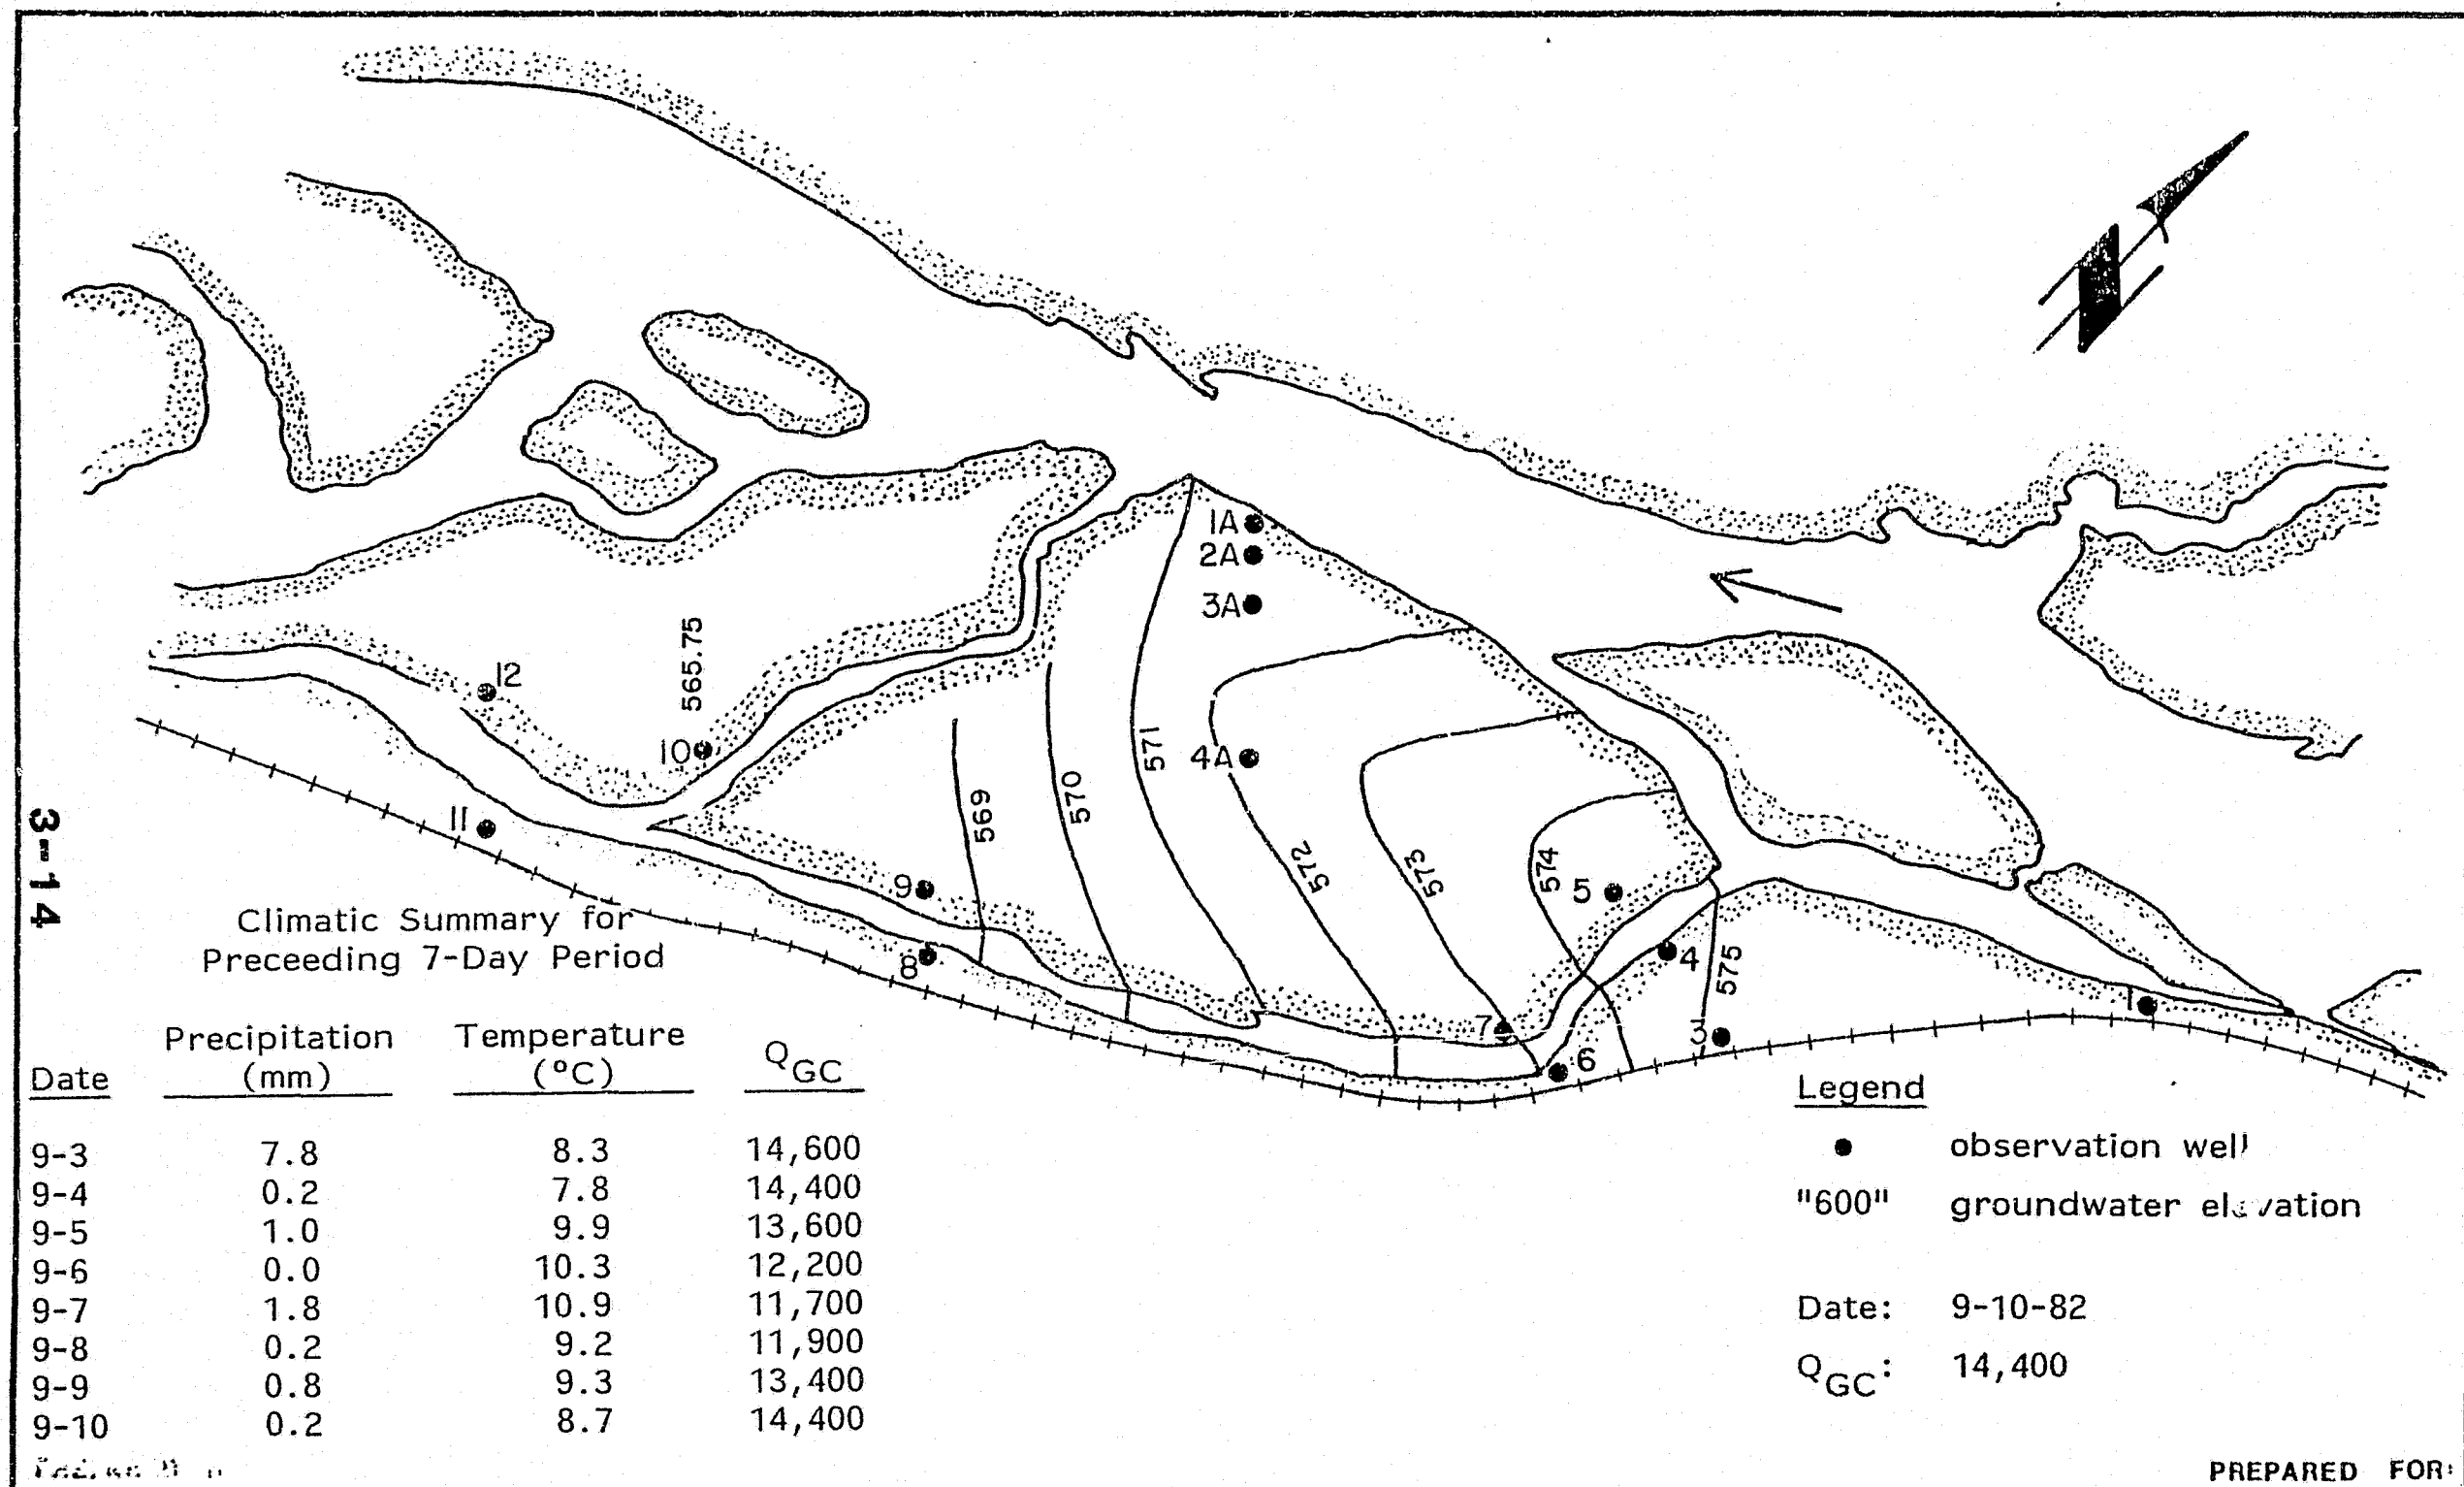 1A
2A
3A
565.75
12
10
4A
571
570
569
572
573
574
5
11
9
8
4
575
7
6
3
1
3-14
Climatic Summary for
Preceeding 7-Day Period
Date Precipitation (mm) Temperature (°C) QGC
9-3 7.8 8.3 14,600
9-4 0.2 7.8 14,400
9-5 1.0 9.9 13,600
9-6 0.0 10.3 12,200
9-7 1.8 10.9 11,700
9-8 0.2 9.2 11,900
9-9 0.8 9.3 13,400
9-10 0.2 8.7 14,400
Legend
● observation well
"600" groundwater elevation
Date: 9-10-82
QGC: 14,400
PREPARED FOR: